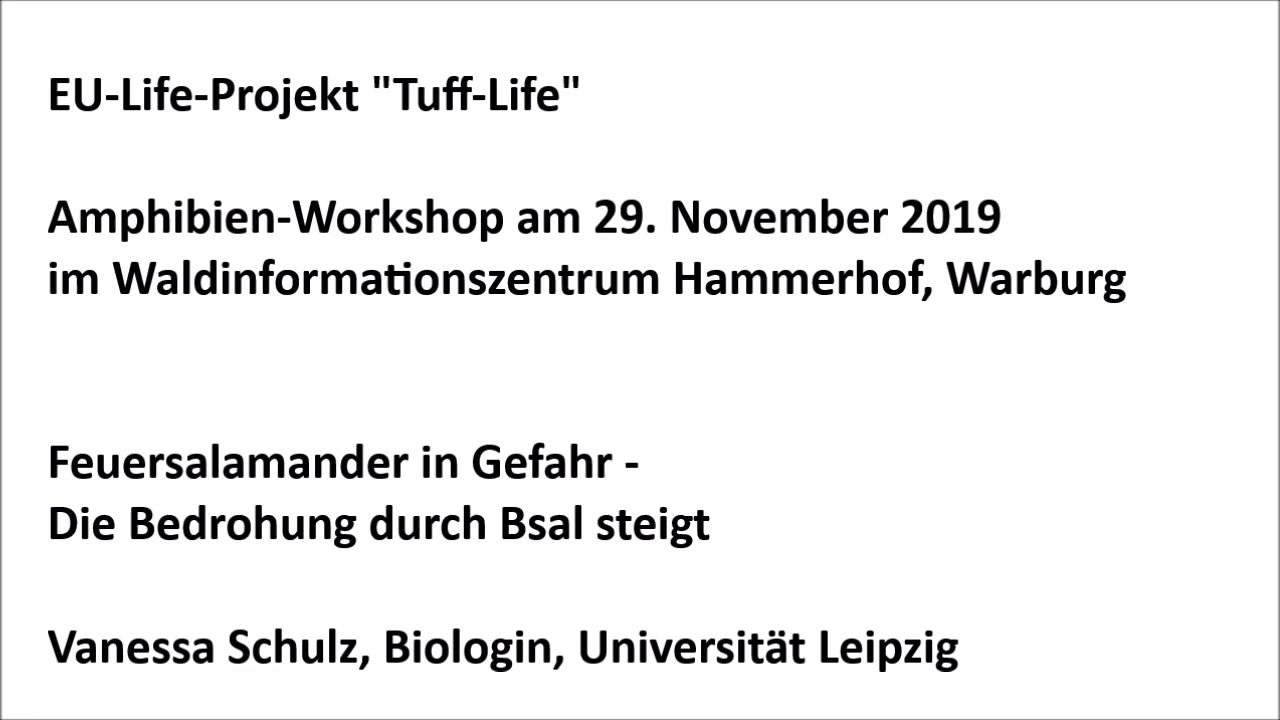 EU-Life-Projekt "Tuff-Life"
Amphibien-Workshop am 29. November 2019
im Waldinformationszentrum Hammerhof, Warburg
Feuersalamander in Gefahr -
Die Bedrohung durch Bsal steigt
Vanessa Schulz, Biologin, Universität Leipzig